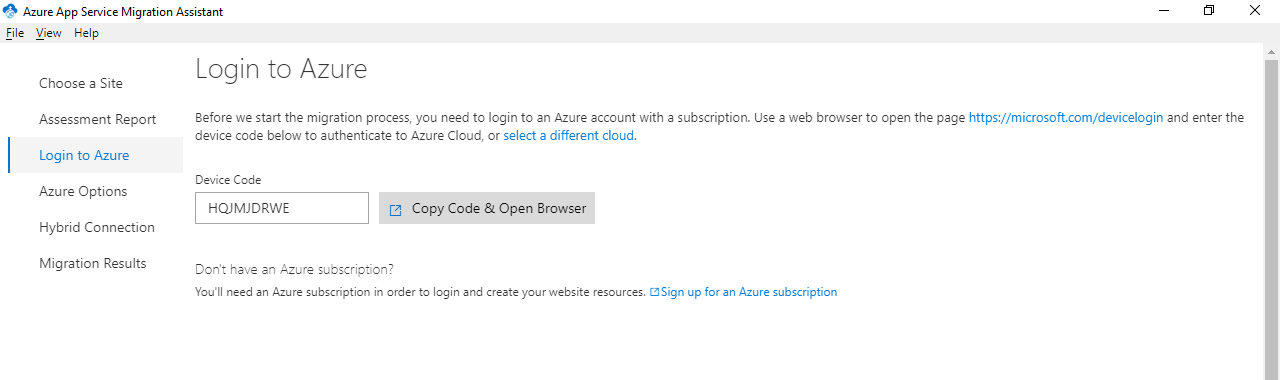 Azure App Service Migration Assistant
File View Help
Choose a Site
Assessment Report
Login to Azure
Azure Options
Hybrid Connection
Migration Results
Login to Azure
Before we start the migration process, you need to login to an Azure account with a subscription. Use a web browser to open the page https://microsoft.com/devicelogin and enter the
device code below to authenticate to Azure Cloud, or select a different cloud.
Device Code
HQJMJDRWE
Copy Code & Open Browser
Don't have an Azure subscription?
You'll need an Azure subscription in order to login and create your website resources. Sign up for an Azure subscription